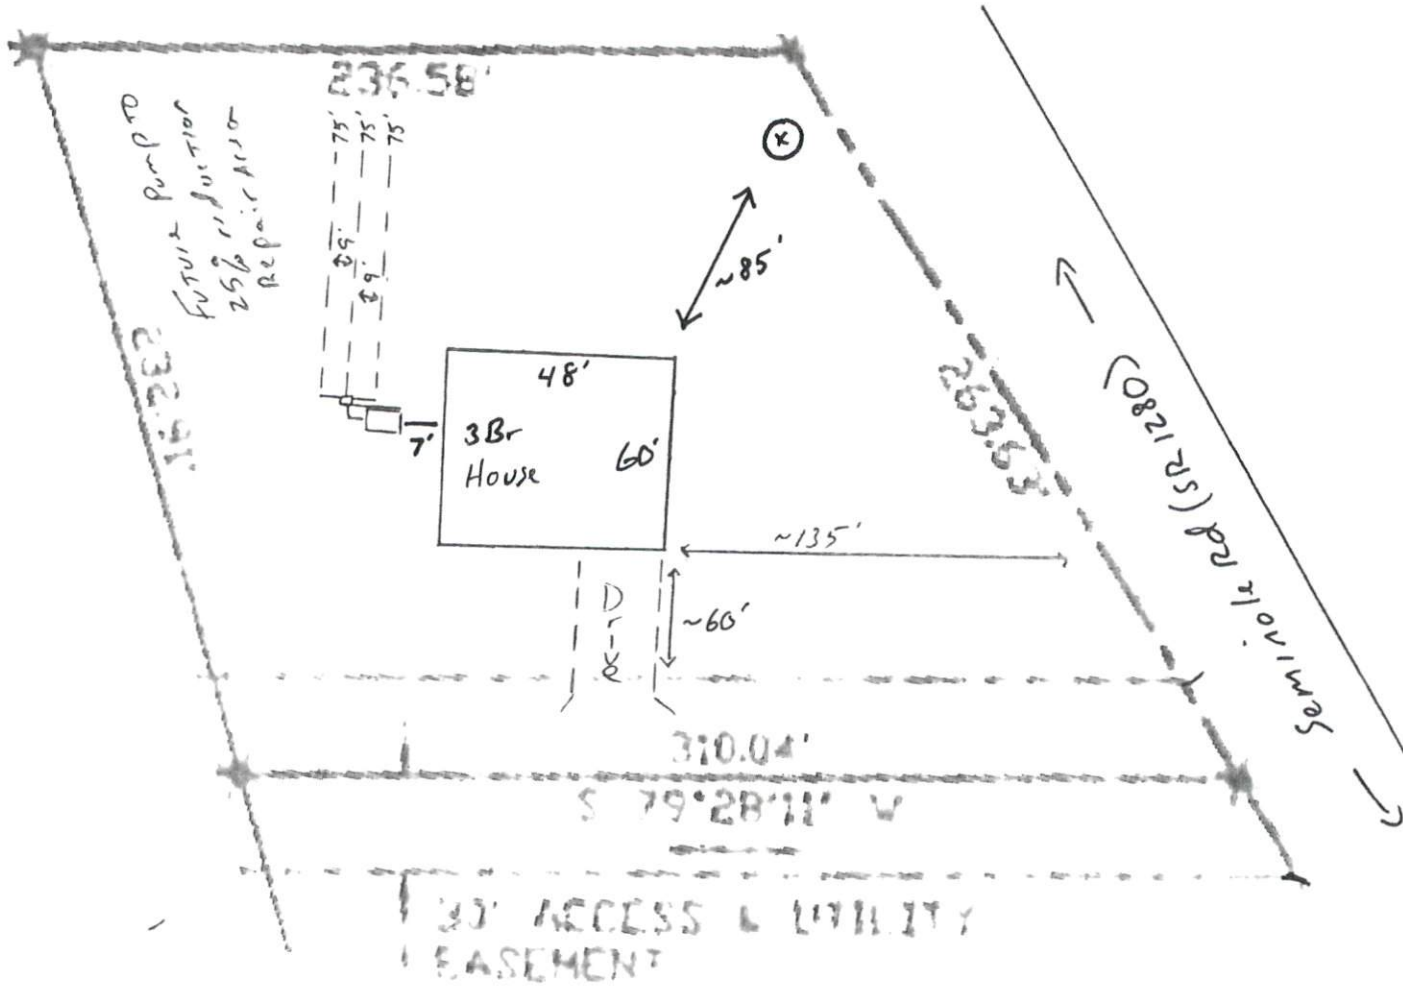 236.58'
75'
75'
75'
Future Pump TO
25% reduction
Repair Area
9'
9'
x
~85'
232.91'
263.63
Seminole Rd (SR 1280)
48'
3Br
House
60'
7'
~135'
Drive
~60'
310.04'
S 79°28'11" W
30' ACCESS & UTILITY
EASEMENT